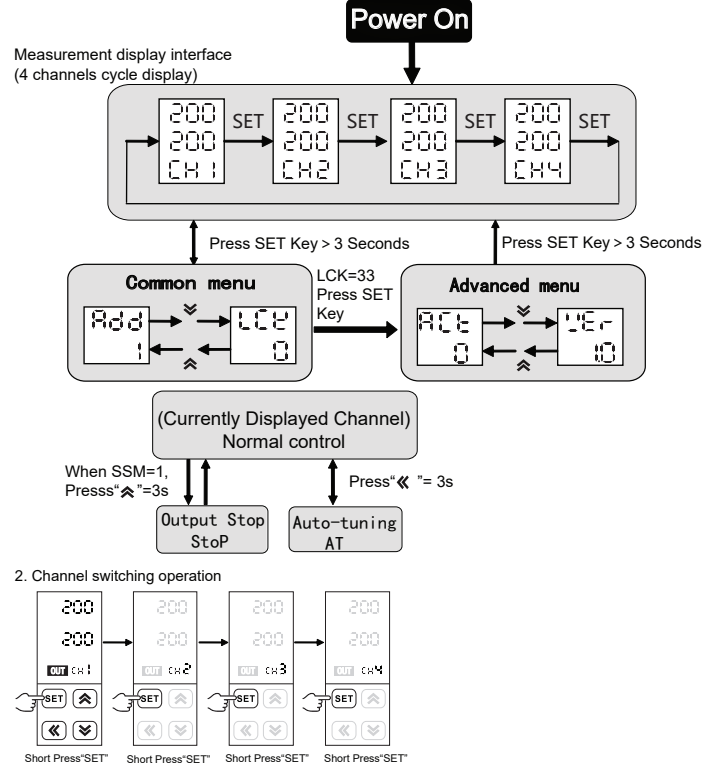 Power On
Measurement display interface
(4 channels cycle display)
200 SET 200 SET 200 SET 200 SET
200 200 200 200
CH1 CH2 CH3 CH4
Press SET Key > 3 Seconds
Press SET Key > 3 Seconds
Common menu
Add LCK
1 0
LCK=33
Press SET
Key
Advanced menu
ACt VEr
0 1.0
(Currently Displayed Channel)
Normal control
When SSM=1,
Presss“︽”=3s
Press“《 ”= 3s
Output Stop
StoP
Auto-tuning
AT
2. Channel switching operation
200 200 200 200
200 200 200 200
OUT CH1 OUT CH2 OUT CH3 OUT CH4
SET SET SET SET
Short Press“SET” Short Press“SET” Short Press“SET” Short Press“SET”